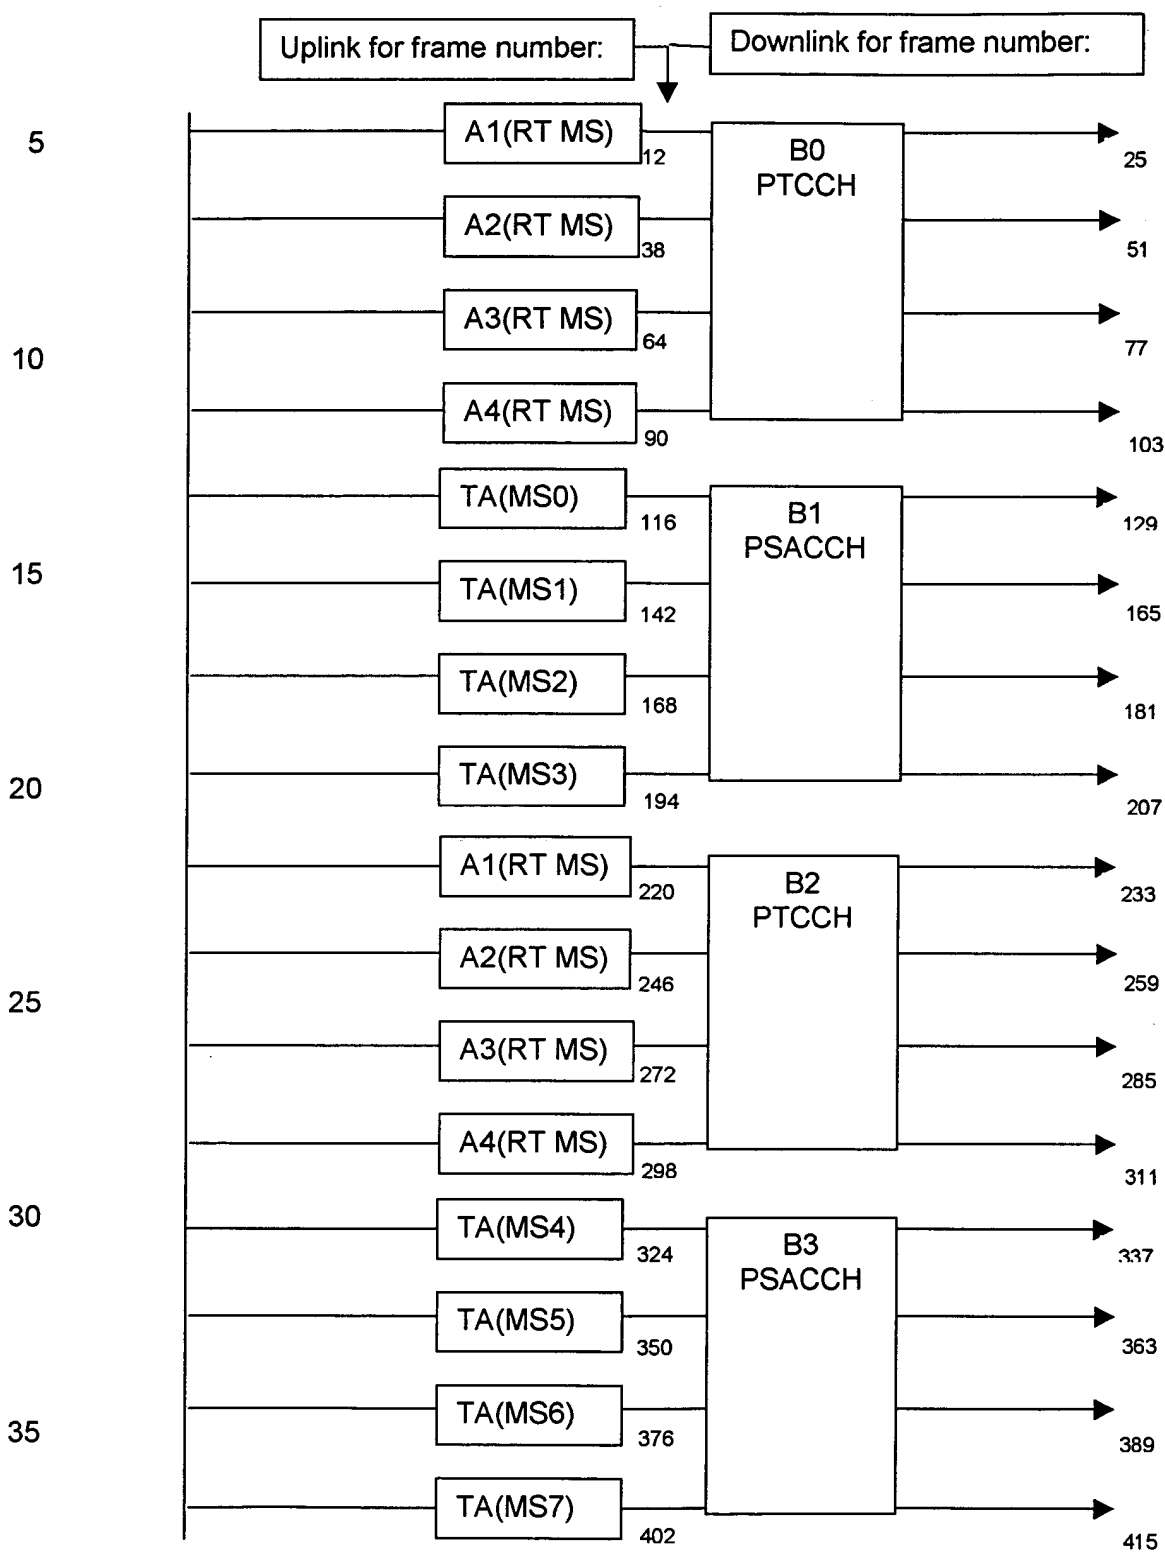 Uplink for frame number:
Downlink for frame number:
5
A1(RT MS)
12
B0
PTCCH
25
A2(RT MS)
38
51
A3(RT MS)
64
77
10
A4(RT MS)
90
103
TA(MS0)
116
B1
PSACCH
129
15
TA(MS1)
142
165
TA(MS2)
168
181
20
TA(MS3)
194
207
A1(RT MS)
220
B2
PTCCH
233
A2(RT MS)
246
259
25
A3(RT MS)
272
285
A4(RT MS)
298
311
30
TA(MS4)
324
B3
PSACCH
337
TA(MS5)
350
363
35
TA(MS6)
376
389
TA(MS7)
402
415